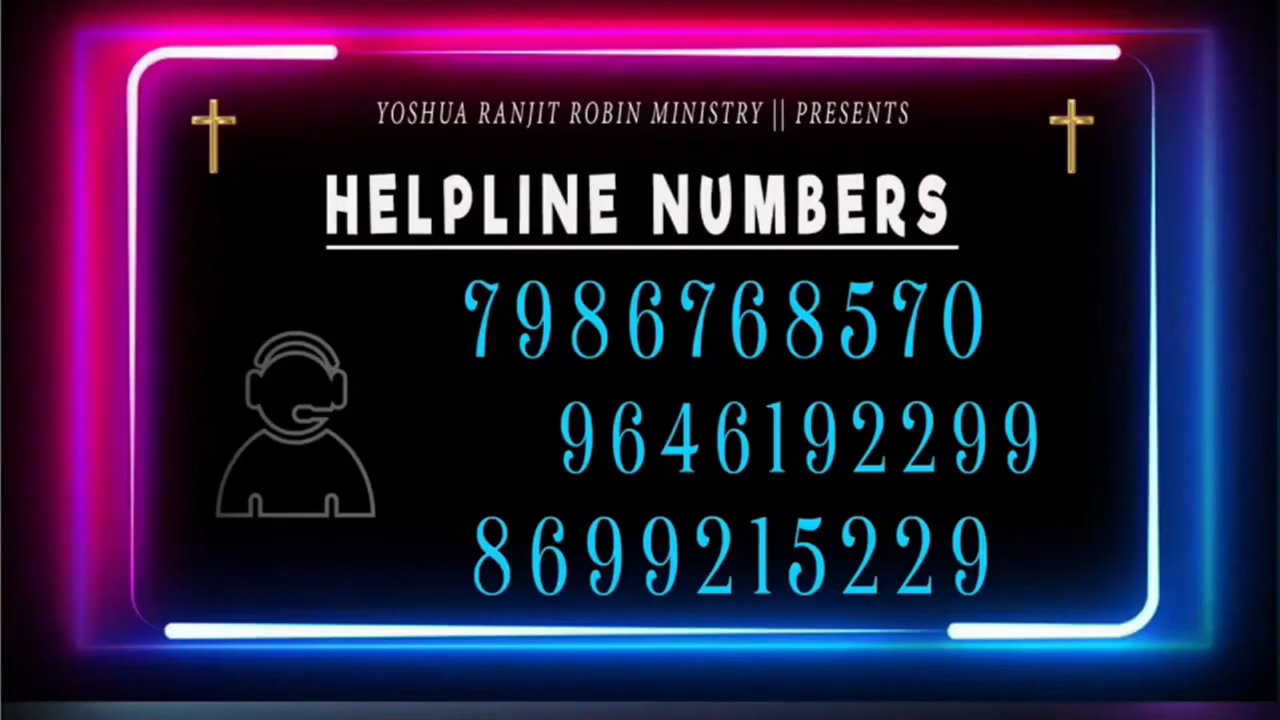 YOSHUA RANJIT ROBIN MINISTRY || PRESENTS
HELPLINE NUMBERS
7986768570
9646192299
8699215229